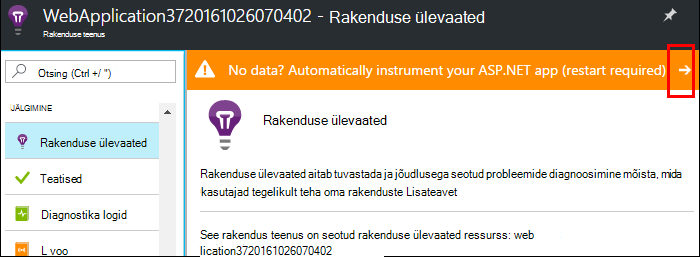 WebApplication3720161026070402 - Rakenduse ülevaated
Rakenduse teenus
Otsing (Ctrl +/ ")
No data? Automatically instrument your ASP.NET app (restart required)
JÄLGIMINE
Rakenduse ülevaated
Teatised
Diagnostika logid
L voo
Rakenduse ülevaated
Rakenduse ülevaated aitab tuvastada ja jõudlusega seotud probleemide diagnoosimine mõista, mida
kasutajad tegelikult teha oma rakenduste Lisateavet
See rakendus teenus on seotud rakenduse ülevaated ressurss: web
lication3720161026070402